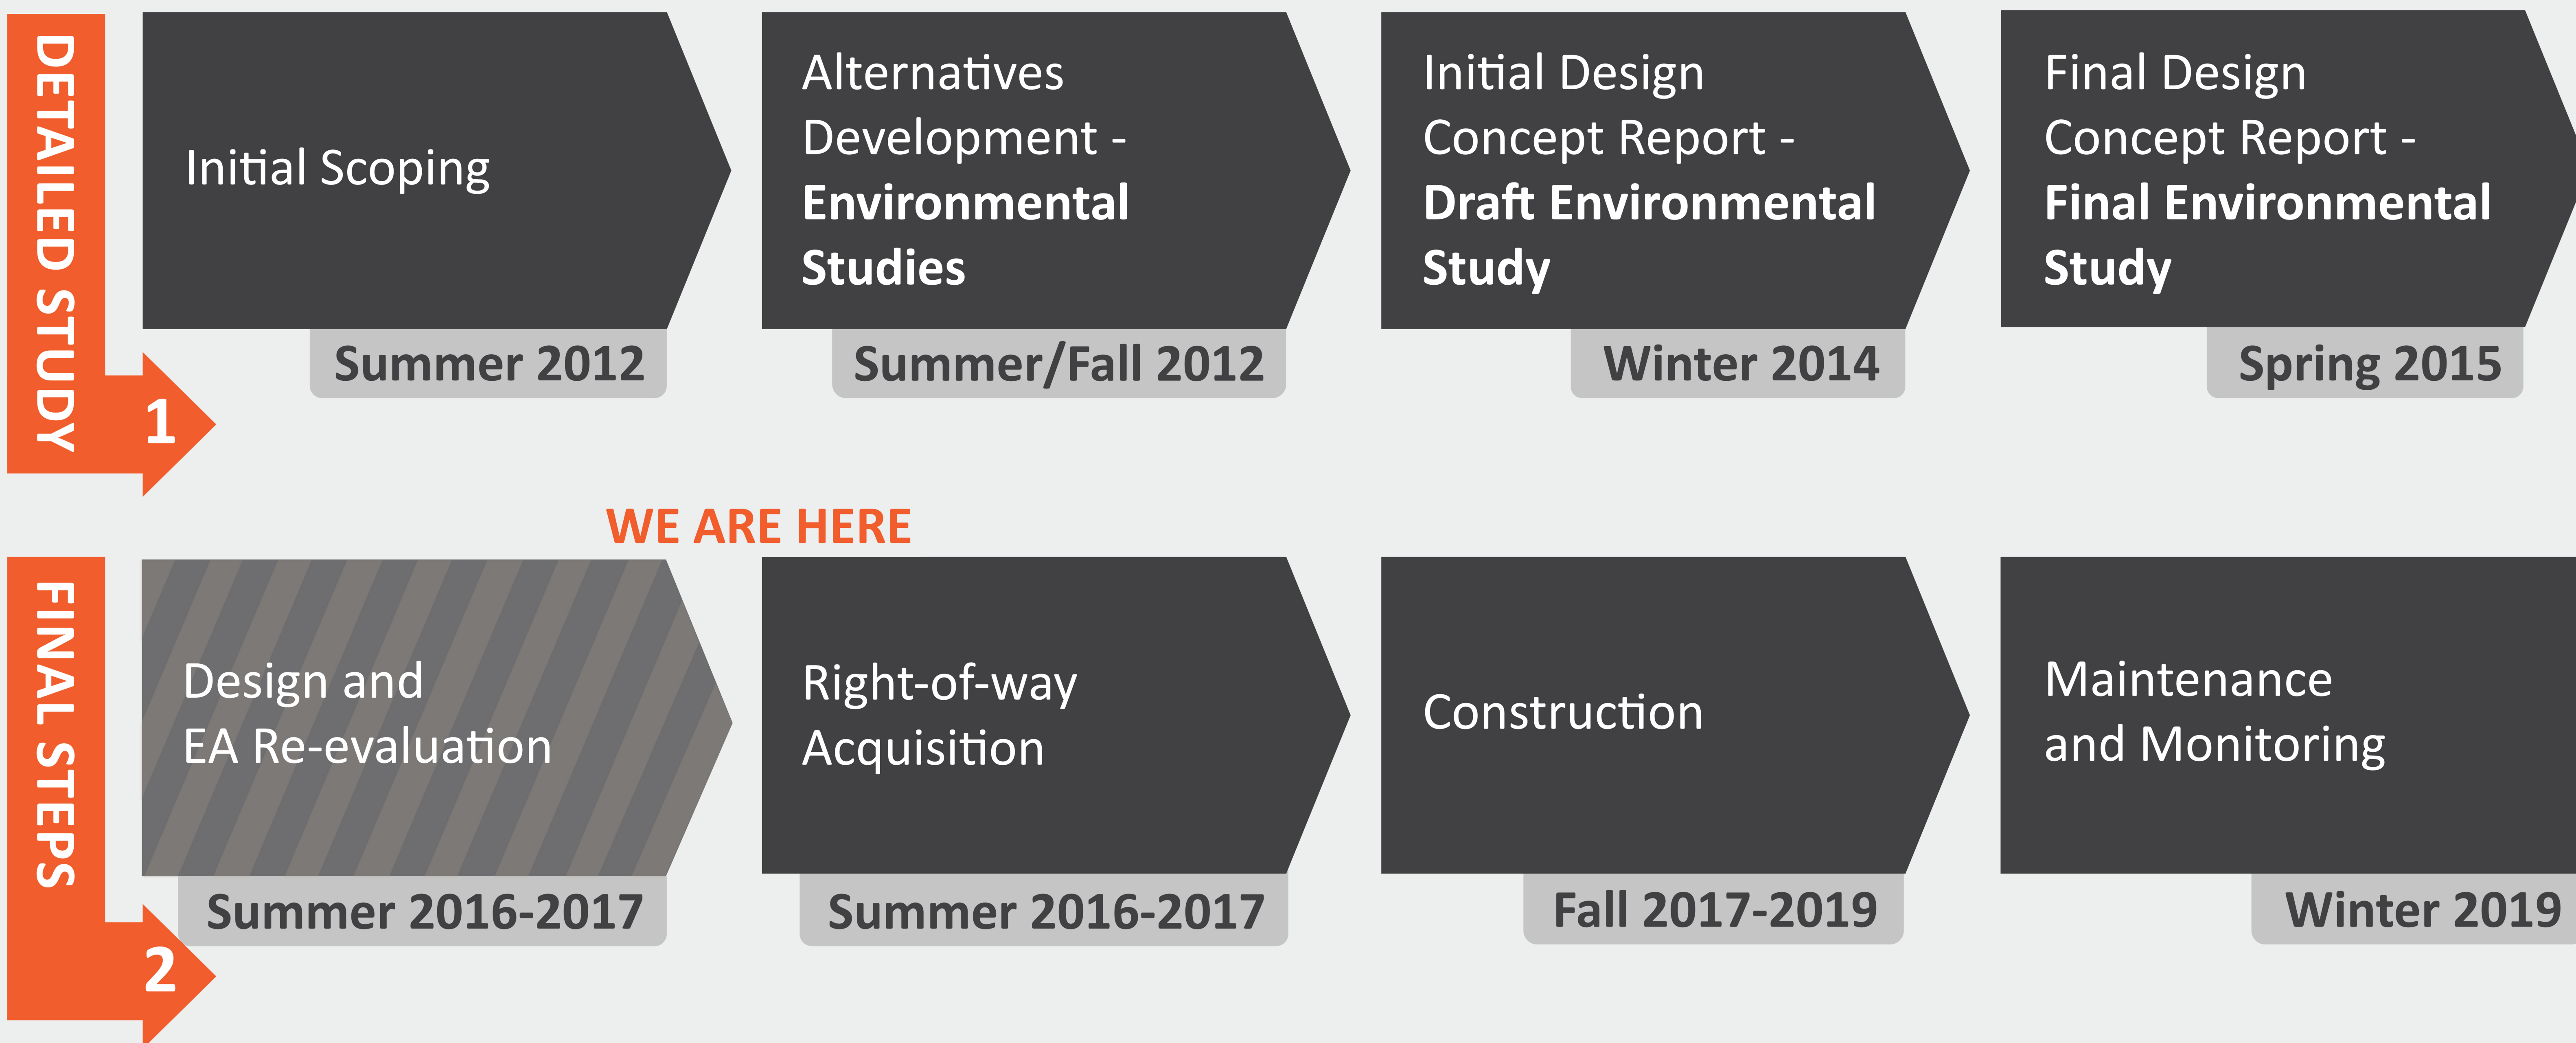 DETAILED STUDY
1
Initial Scoping
Summer 2012
Alternatives
Development -
Environmental
Studies
Summer/Fall 2012
Initial Design
Concept Report -
Draft Environmental
Study
Winter 2014
Final Design
Concept Report -
Final Environmental
Study
Spring 2015
WE ARE HERE
FINAL STEPS
2
Design and
EA Re-evaluation
Summer 2016-2017
Right-of-way
Acquisition
Summer 2016-2017
Construction
Fall 2017-2019
Maintenance
and Monitoring
Winter 2019